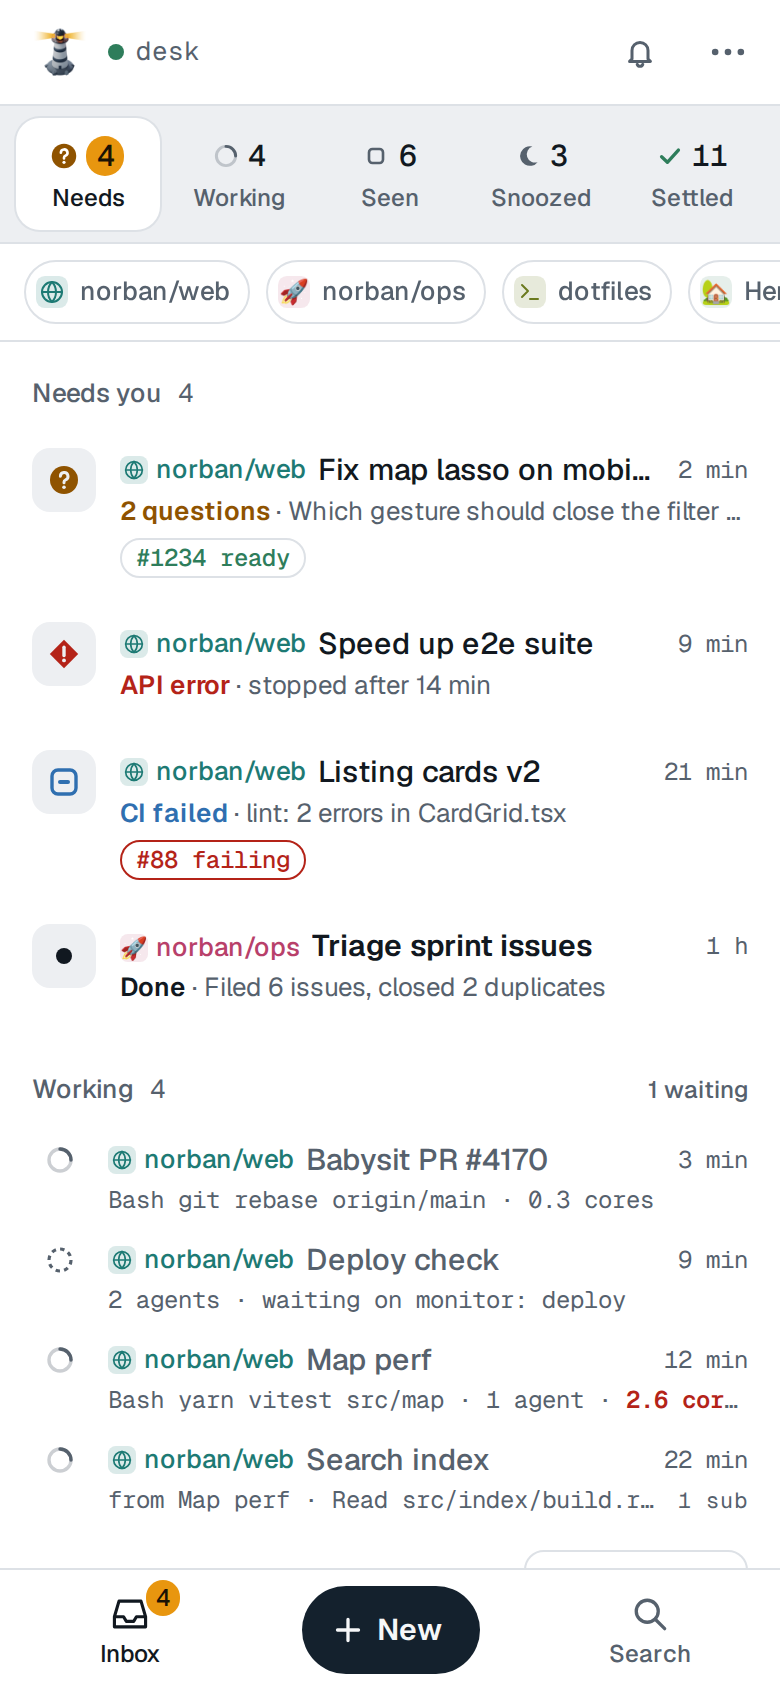 desk
4 4 6 3 11
Needs Working Seen Snoozed Settled
norban/web norban/ops dotfiles Her
Needs you 4
norban/web Fix map lasso on mobi… 2 min
2 questions · Which gesture should close the filter …
#1234 ready
norban/web Speed up e2e suite 9 min
API error · stopped after 14 min
norban/web Listing cards v2 21 min
CI failed · lint: 2 errors in CardGrid.tsx
#88 failing
norban/ops Triage sprint issues 1 h
Done · Filed 6 issues, closed 2 duplicates
Working 4 1 waiting
norban/web Babysit PR #4170 3 min
Bash git rebase origin/main · 0.3 cores
norban/web Deploy check 9 min
2 agents · waiting on monitor: deploy
norban/web Map perf 12 min
Bash yarn vitest src/map · 1 agent · 2.6 cor…
norban/web Search index 22 min
from Map perf · Read src/index/build.r… 1 sub
4
Inbox + New Search